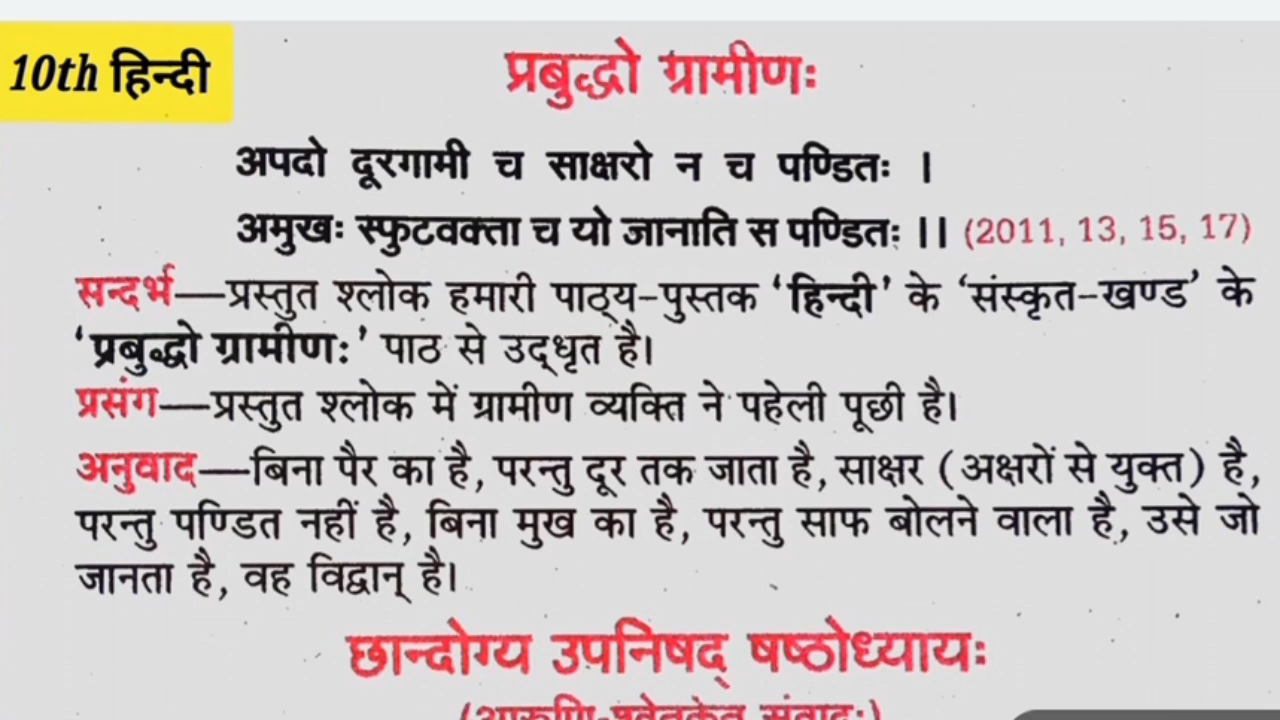 10th हिन्दी
प्रबुद्धो ग्रामीणः
अपदो दूरगामी च साक्षरो न च पण्डितः ।
अमुखः स्फुटवक्ता च यो जानाति स पण्डितः ।। (2011, 13, 15, 17)
सन्दर्भ—प्रस्तुत श्लोक हमारी पाठ्य-पुस्तक ‘हिन्दी’ के ‘संस्कृत-खण्ड’ के
‘प्रबुद्धो ग्रामीणः’ पाठ से उद्धृत है।
प्रसंग—प्रस्तुत श्लोक में ग्रामीण व्यक्ति ने पहेली पूछी है।
अनुवाद—बिना पैर का है, परन्तु दूर तक जाता है, साक्षर (अक्षरों से युक्त) है,
परन्तु पण्डित नहीं है, बिना मुख का है, परन्तु साफ बोलने वाला है, उसे जो
जानता है, वह विद्वान् है।
छान्दोग्य उपनिषद् षष्ठोध्यायः
(आरुणि-श्वेतकेतु संवादः)